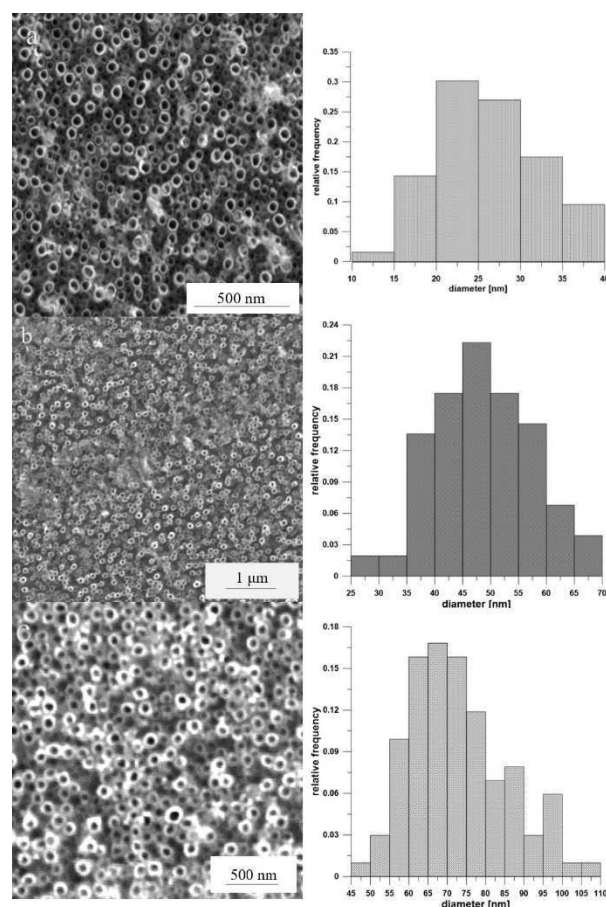 a
500 nm
0.35
0.3
0.25
0.2
0.15
0.1
0.05
0
relative frequency
10 15 20 25 30 35 40
diameter [nm]
b
1 µm
0.24
0.21
0.18
0.15
0.12
0.09
0.06
0.03
0
relative frequency
25 30 35 40 45 50 55 60 65 70
diameter [nm]
c
500 nm
0.18
0.15
0.12
0.09
0.06
0.03
0
relative frequency
45 50 55 60 65 70 75 80 85 90 95 100 105 110
diameter [nm]